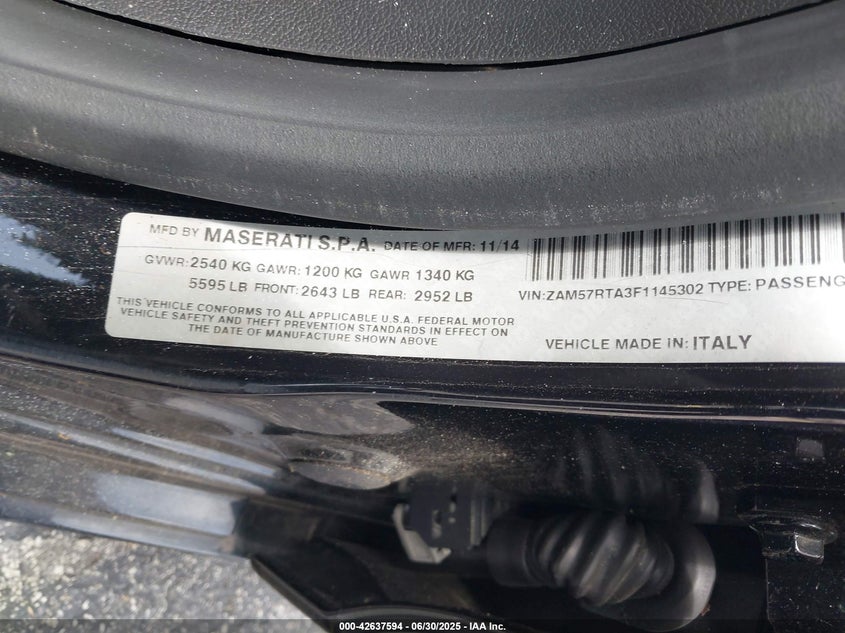 MFD BY MASERATI S.P.A. DATE OF MFR: 11/14
GVWR: 2540 KG GAWR: 1200 KG GAWR 1340 KG
5595 LB FRONT: 2643 LB REAR: 2952 LB
THIS VEHICLE CONFORMS TO ALL APPLICABLE U.S.A. FEDERAL MOTOR
VEHICLE SAFETY AND THEFT PREVENTION STANDARDS IN EFFECT ON
THE DATE OF MANUFACTURE SHOWN ABOVE
VIN:ZAM57RTA3F1145302 TYPE: PASSENG
VEHICLE MADE IN: ITALY
000-42637594 - 06/30/2025 - IAA Inc.